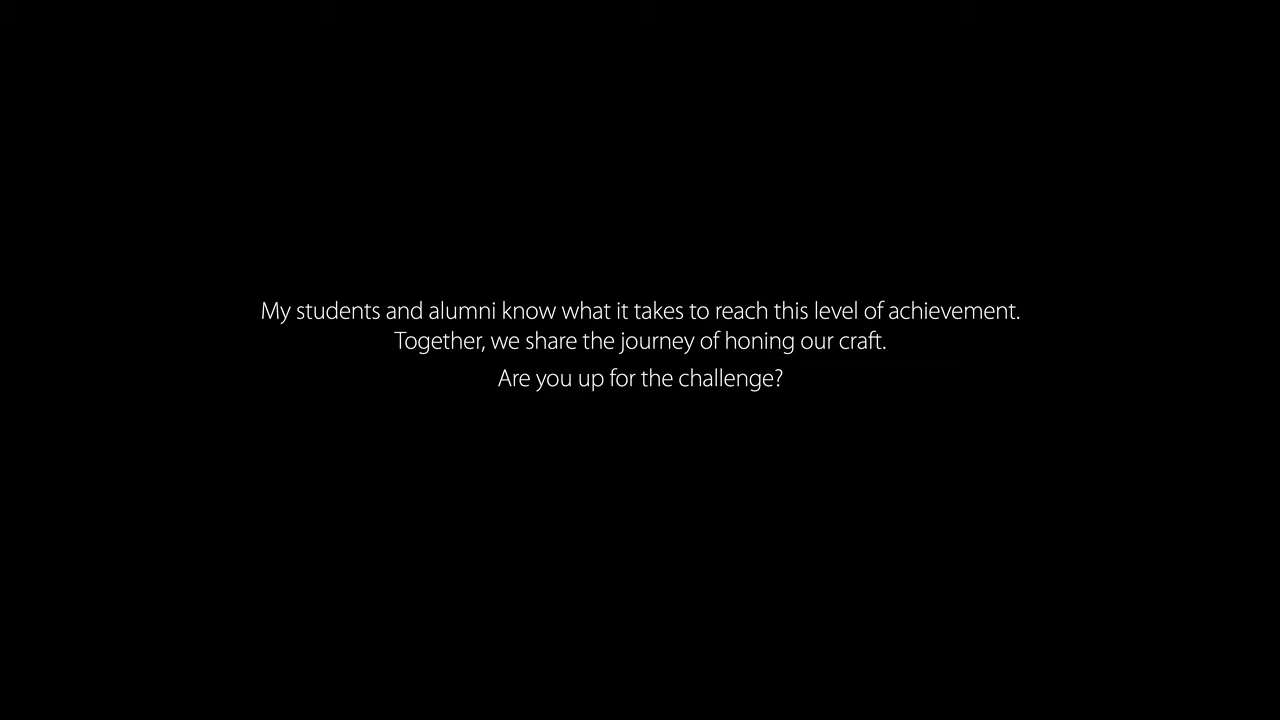 My students and alumni know what it takes to reach this level of achievement.
Together, we share the journey of honing our craft.
Are you up for the challenge?